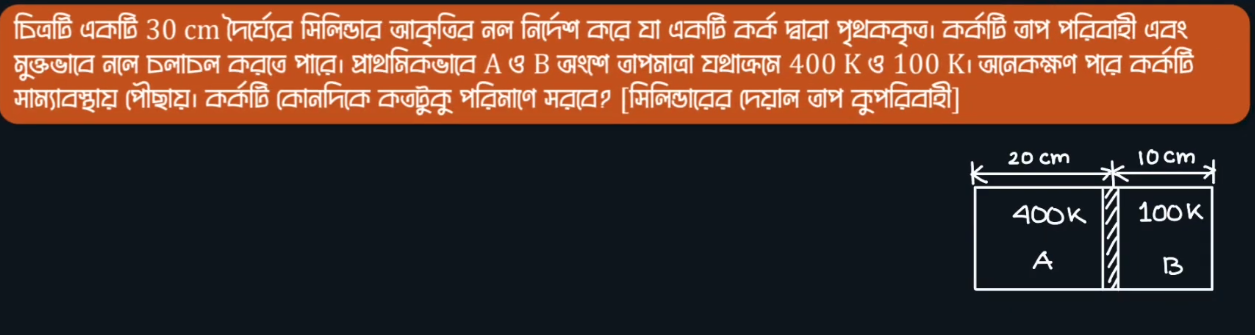 চিত্রটি একটি 30 cm দৈর্ঘ্যের সিলিন্ডার আকৃতির নল নির্দেশ করে যা একটি কর্ক দ্বারা পৃথককৃত। কর্কটি তাপ পরিবাহী এবং
মুক্তভাবে নলে চলাচল করতে পারে। প্রাথমিকভাবে A ও B অংশে তাপমাত্রা যথাক্রমে 400 K ও 100 K। অনেকক্ষণ পরে কর্কটি
সাম্যাবস্থায় পৌঁছায়। কর্কটি কোনদিকে কতটুকু পরিমাণে সরবে? [সিলিন্ডারের দেয়াল তাপ কুপরিবাহী]
20 cm 10 cm
400K 100K
A B